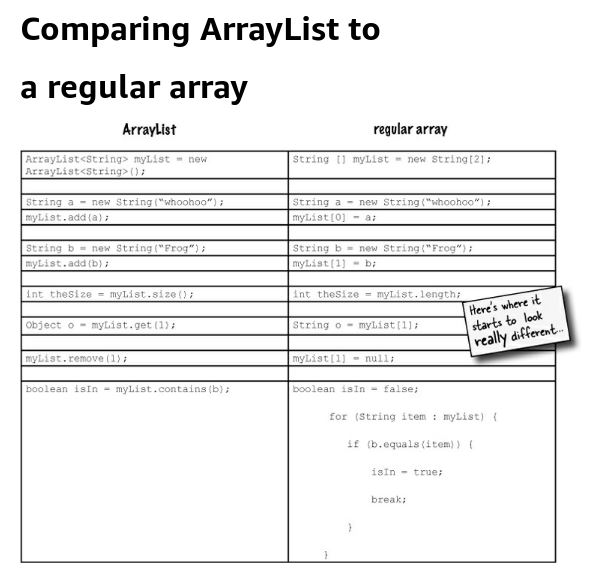 Comparing ArrayList to
a regular array
ArrayList regular array
ArrayList<String> myList = new String [] myList = new String[2];
ArrayList<String>();
String a = new String("whoohoo"); String a = new String("whoohoo");
myList.add(a); myList[0] = a;
String b = new String("Frog"); String b = new String("Frog");
myList.add(b); myList[1] = b;
int theSize = myList.size(); int theSize = myList.length;
Here's where it
starts to look
really different...
Object o = myList.get(1); String o = myList[1];
myList.remove(1); myList[1] = null;
boolean isIn = myList.contains(b); boolean isIn = false;
for (String item : myList) {
if (b.equals(item)) {
isIn = true;
break;
}
}